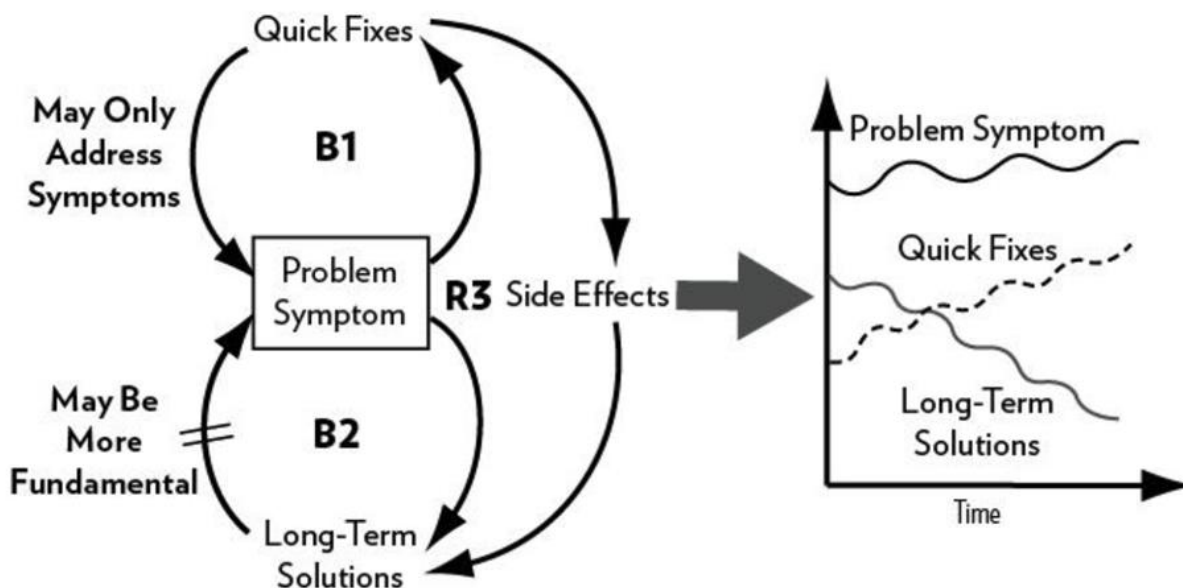 Quick Fixes
May Only
Address
Symptoms
B1
Problem
Symptom
R3 Side Effects
May Be
More
Fundamental
B2
Long-Term
Solutions
Problem Symptom
Quick Fixes
Long-Term
Solutions
Time